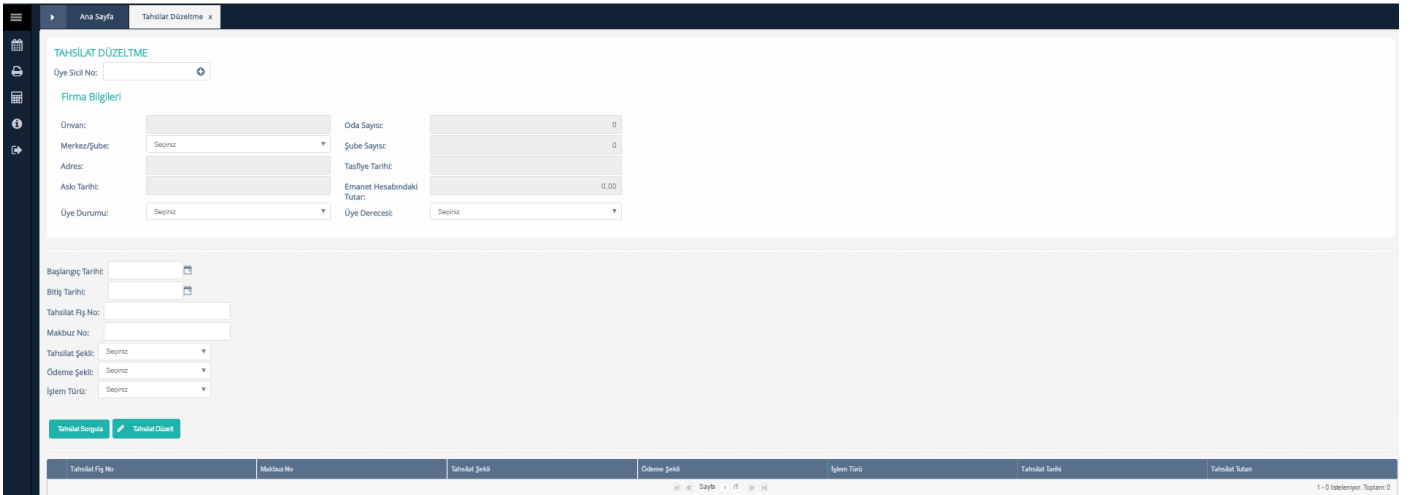 Ana Sayfa Tahsilat Düzeltme x
TAHSİLAT DÜZELTME
Üye Sicil No:
Firma Bilgileri
Ünvan: Oda Sayısı: 0
Merkez/Şube: Seçiniz Şube Sayısı: 0
Adres: Tasfiye Tarihi:
Askı Tarihi: Emanet Hesabındaki Tutar: 0.00
Üye Durumu: Seçiniz Üye Derecesi: Seçiniz
Başlangıç Tarihi:
Bitiş Tarihi:
Tahsilat Fiş No:
Makbuz No:
Tahsilat Şekli: Seçiniz
Ödeme Şekli: Seçiniz
İşlem Türü: Seçiniz
Tahsilat Sorgula Tahsilat Düzelt
Tahsilat Fiş No Makbuz No Tahsilat Şekli Ödeme Şekli İşlem Türü Tahsilat Tarihi Tahsilat Tutarı
Sayfa 1 /1 1 - 0 listeleniyor. Toplam: 0